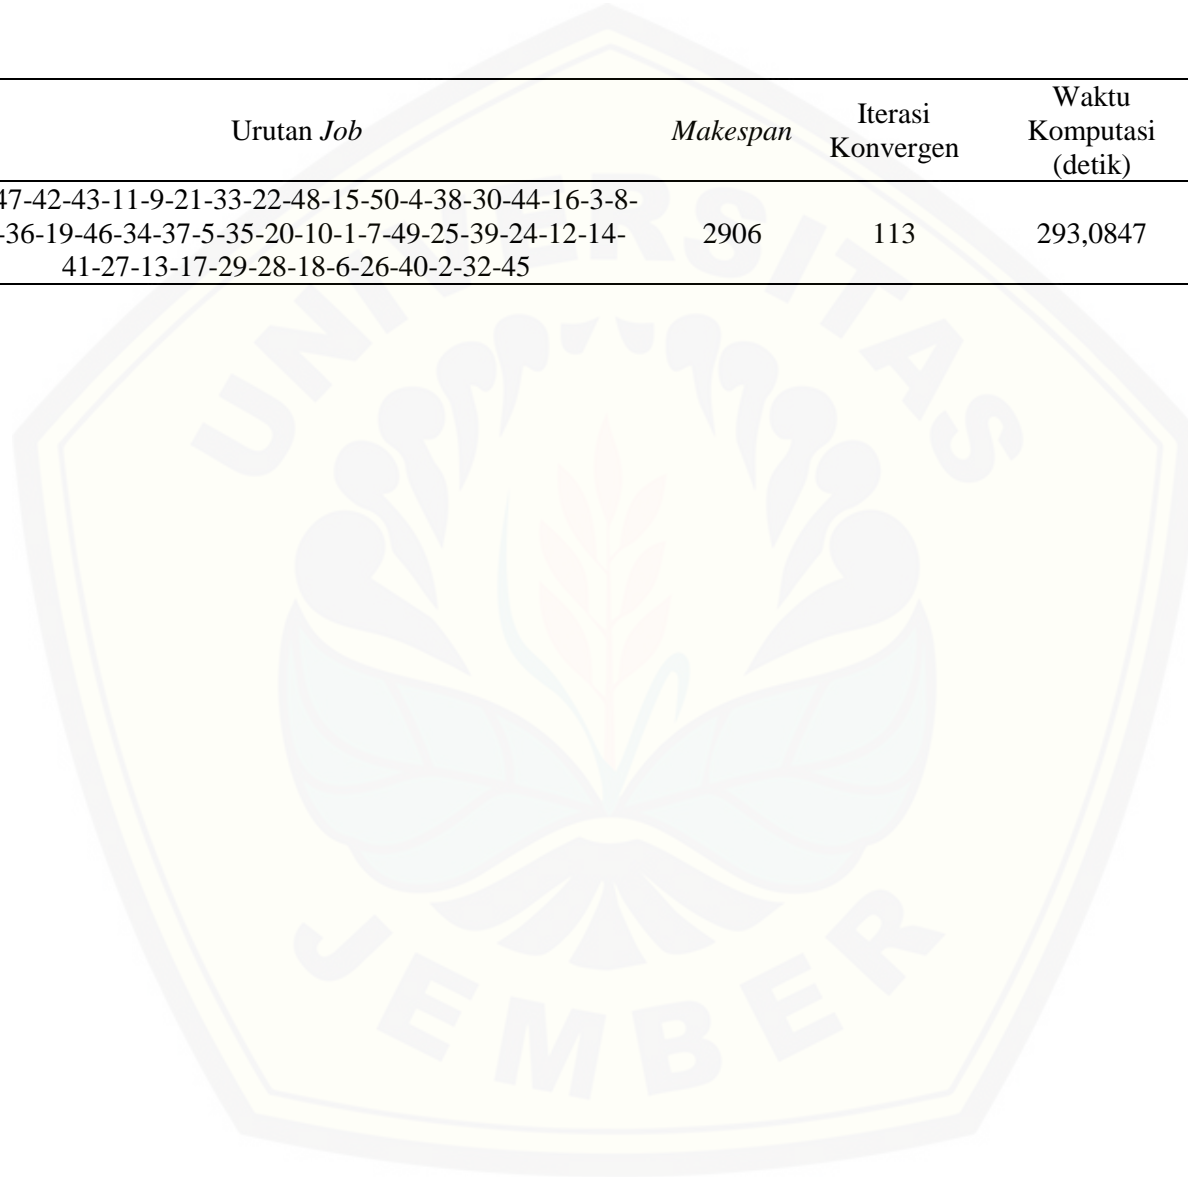 Urutan Job
Makespan
Iterasi
Konvergen
Waktu
Komputasi
(detik)
47-42-43-11-9-21-33-22-48-15-50-4-38-30-44-16-3-8-
-36-19-46-34-37-5-35-20-10-1-7-49-25-39-24-12-14-
41-27-13-17-29-28-18-6-26-40-2-32-45
2906
113
293,0847
UNIVERSITAS
JEMBER